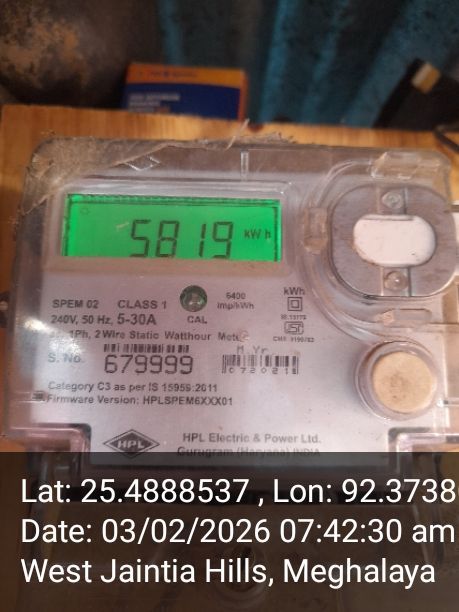 5819 kWh
SPEM 02 CLASS 1 6400 imp/kWh kWh
240V, 50 Hz, 5-30A CAL IS 13779
1Ph, 2 Wire Static Watthour Meter
M.Yr.
S. No. 679999
Category C3 as per IS 15959:2011
Firmware Version: HPLSPEM6XXX01
HPL HPL Electric & Power Ltd.
Gurugram (Haryana) INDIA
Lat: 25.4888537 , Lon: 92.3738
Date: 03/02/2026 07:42:30 am
West Jaintia Hills, Meghalaya